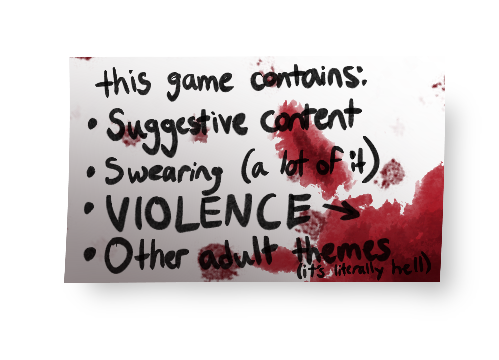 this game contains:
• Suggestive content
• Swearing (a lot of it)
• VIOLENCE →
• Other adult themes
(it's literally hell)